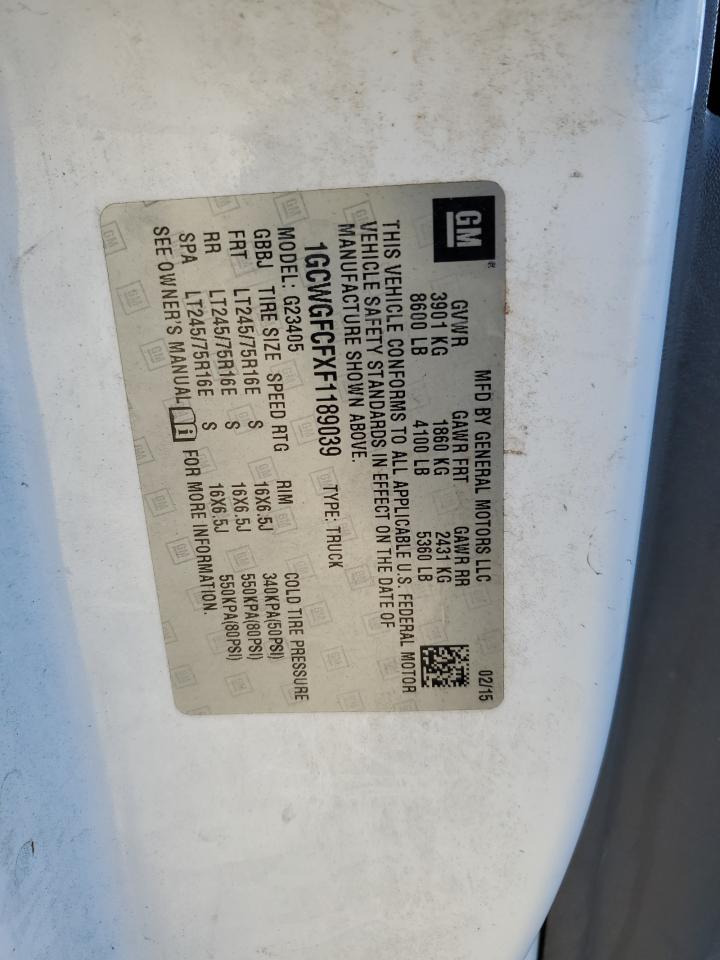 GM
MFD BY GENERAL MOTORS LLC 02/15
GVWR GAWR FRT GAWR RR
3901 KG 1860 KG 2431 KG
8600 LB 4100 LB 5360 LB
THIS VEHICLE CONFORMS TO ALL APPLICABLE U.S. FEDERAL MOTOR
VEHICLE SAFETY STANDARDS IN EFFECT ON THE DATE OF
MANUFACTURE SHOWN ABOVE.
1GCWGFCFXF1189039 TYPE: TRUCK
MODEL: G23405
GBBJ TIRE SIZE SPEED RTG RIM COLD TIRE PRESSURE
FRT LT245/75R16E S 16X6.5J 340KPA(50PSI)
RR LT245/75R16E S 16X6.5J 550KPA(80PSI)
SPA LT245/75R16E S 16X6.5J 550KPA(80PSI)
SEE OWNER'S MANUAL i FOR MORE INFORMATION.